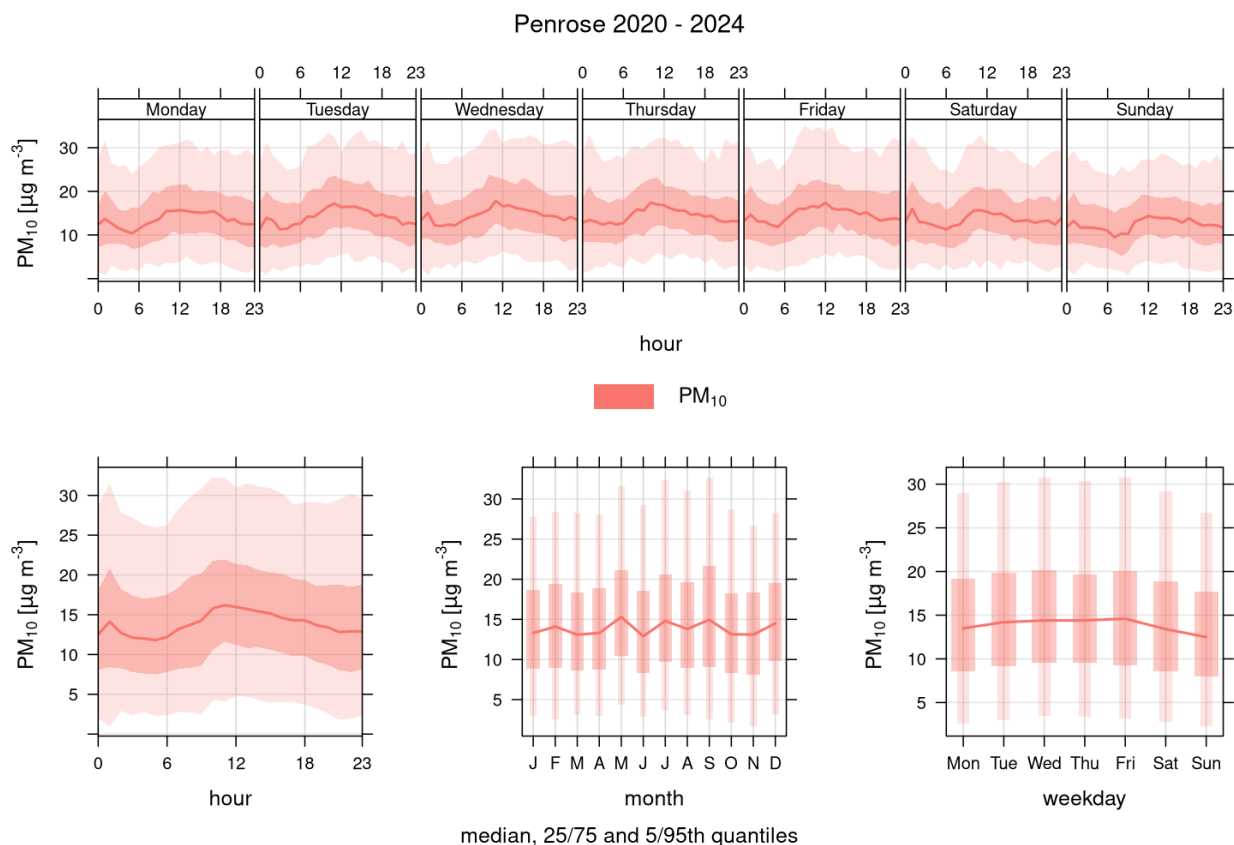 Penrose 2020 - 2024
0 6 12 18 23 0 6 12 18 23 0 6 12 18 23
Monday Tuesday Wednesday Thursday Friday Saturday Sunday
PM10 [µg m-3]
30
20
10
0 6 12 18 23 0 6 12 18 23 0 6 12 18 23 0 6 12 18 23
hour
PM10
PM10 [µg m-3]
30
25
20
15
10
5
0 6 12 18 23
hour
PM10 [µg m-3]
30
25
20
15
10
5
J F M A M J J A S O N D
month
PM10 [µg m-3]
30
25
20
15
10
5
Mon Tue Wed Thu Fri Sat Sun
weekday
median, 25/75 and 5/95th quantiles